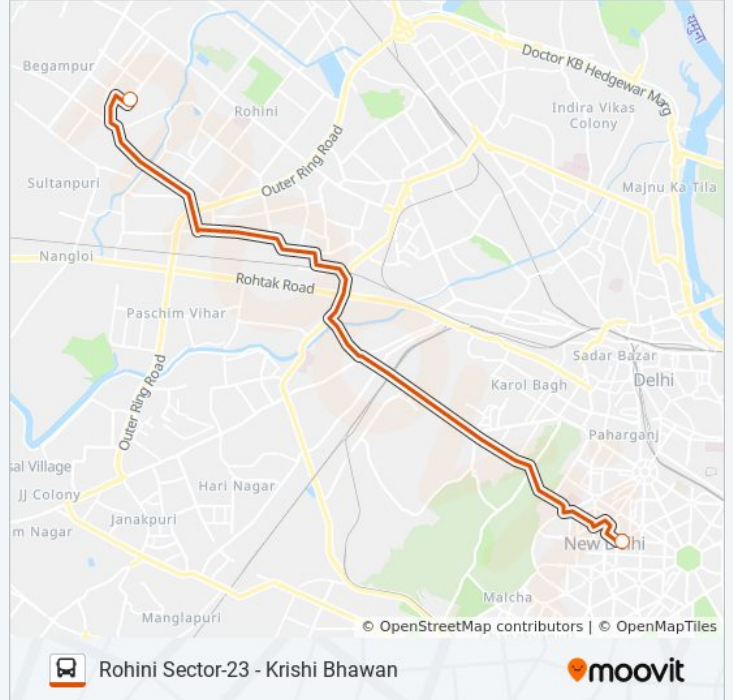 Begampur
Doctor KB Hedgewar Marg
Rohini
Indira Vikas
Colony
Outer Ring Road
Sultanpuri
Majnu Ka Tila
Nangloi
Rohtak Road
Paschim Vihar
Sadar Bazar
Delhi
Karol Bagh
Outer Ring Road
Paharganj
sal Village
Hari Nagar
JJ Colony
Janakpuri
m Nagar
New Delhi
Malcha
Manglapuri
© OpenStreetMap contributors | © OpenMapTiles
Rohini Sector-23 - Krishi Bhawan
moovit